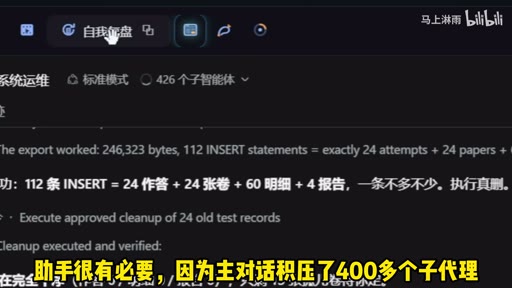 马上淋雨 bilibili
自我复盘
系统运维 标准模式 426 个子智能体
迹
The export worked: 246,323 bytes, 112 INSERT statements = exactly 24 attempts + 24 papers +
功：112 条 INSERT = 24 作答 + 24 张卷 + 60 明细 + 4 报告，一条不多不少。执行真删。
Execute approved cleanup of 24 old test records
Cleanup executed and verified:
助手很有必要，因为主对话积压了400多个子代理